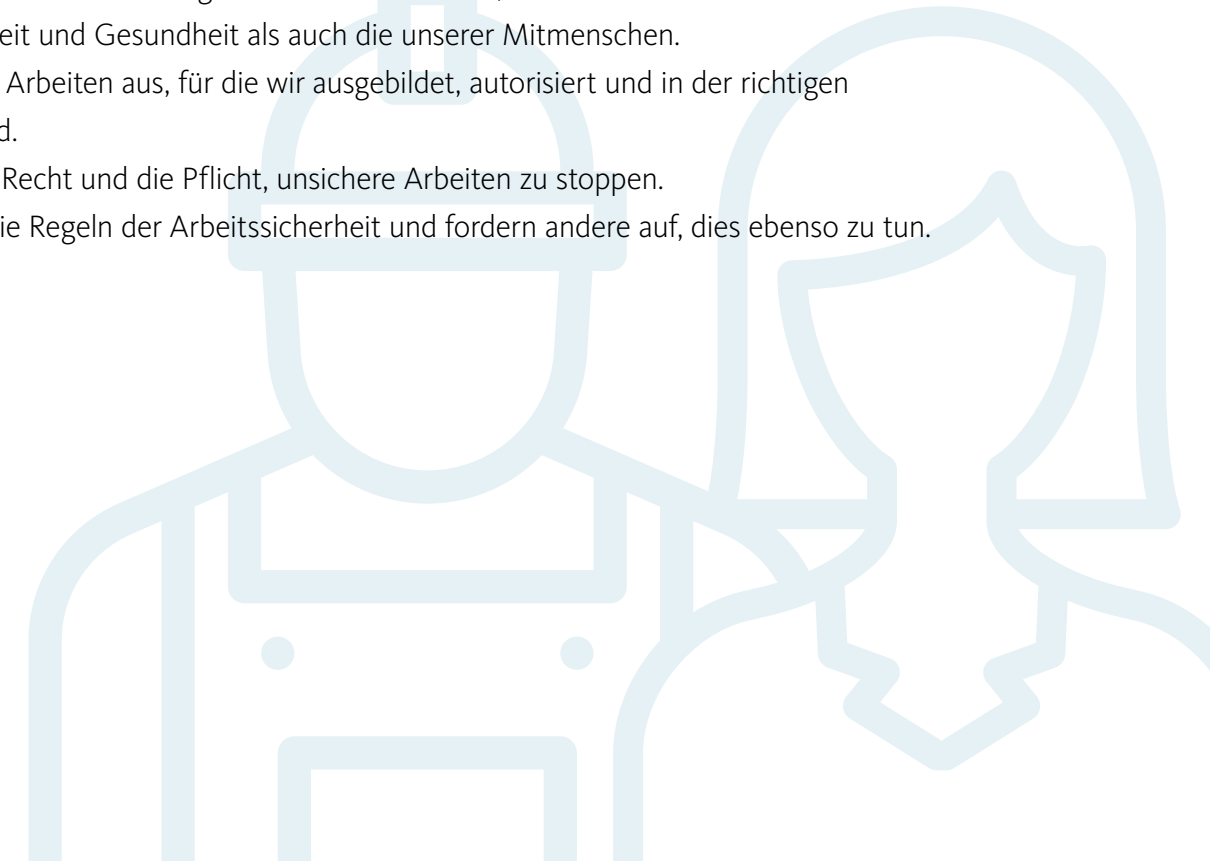 eit und Gesundheit als auch die unserer Mitmenschen.
Arbeiten aus, für die wir ausgebildet, autorisiert und in der richtigen
d.
Recht und die Pflicht, unsichere Arbeiten zu stoppen.
ie Regeln der Arbeitssicherheit und fordern andere auf, dies ebenso zu tun.